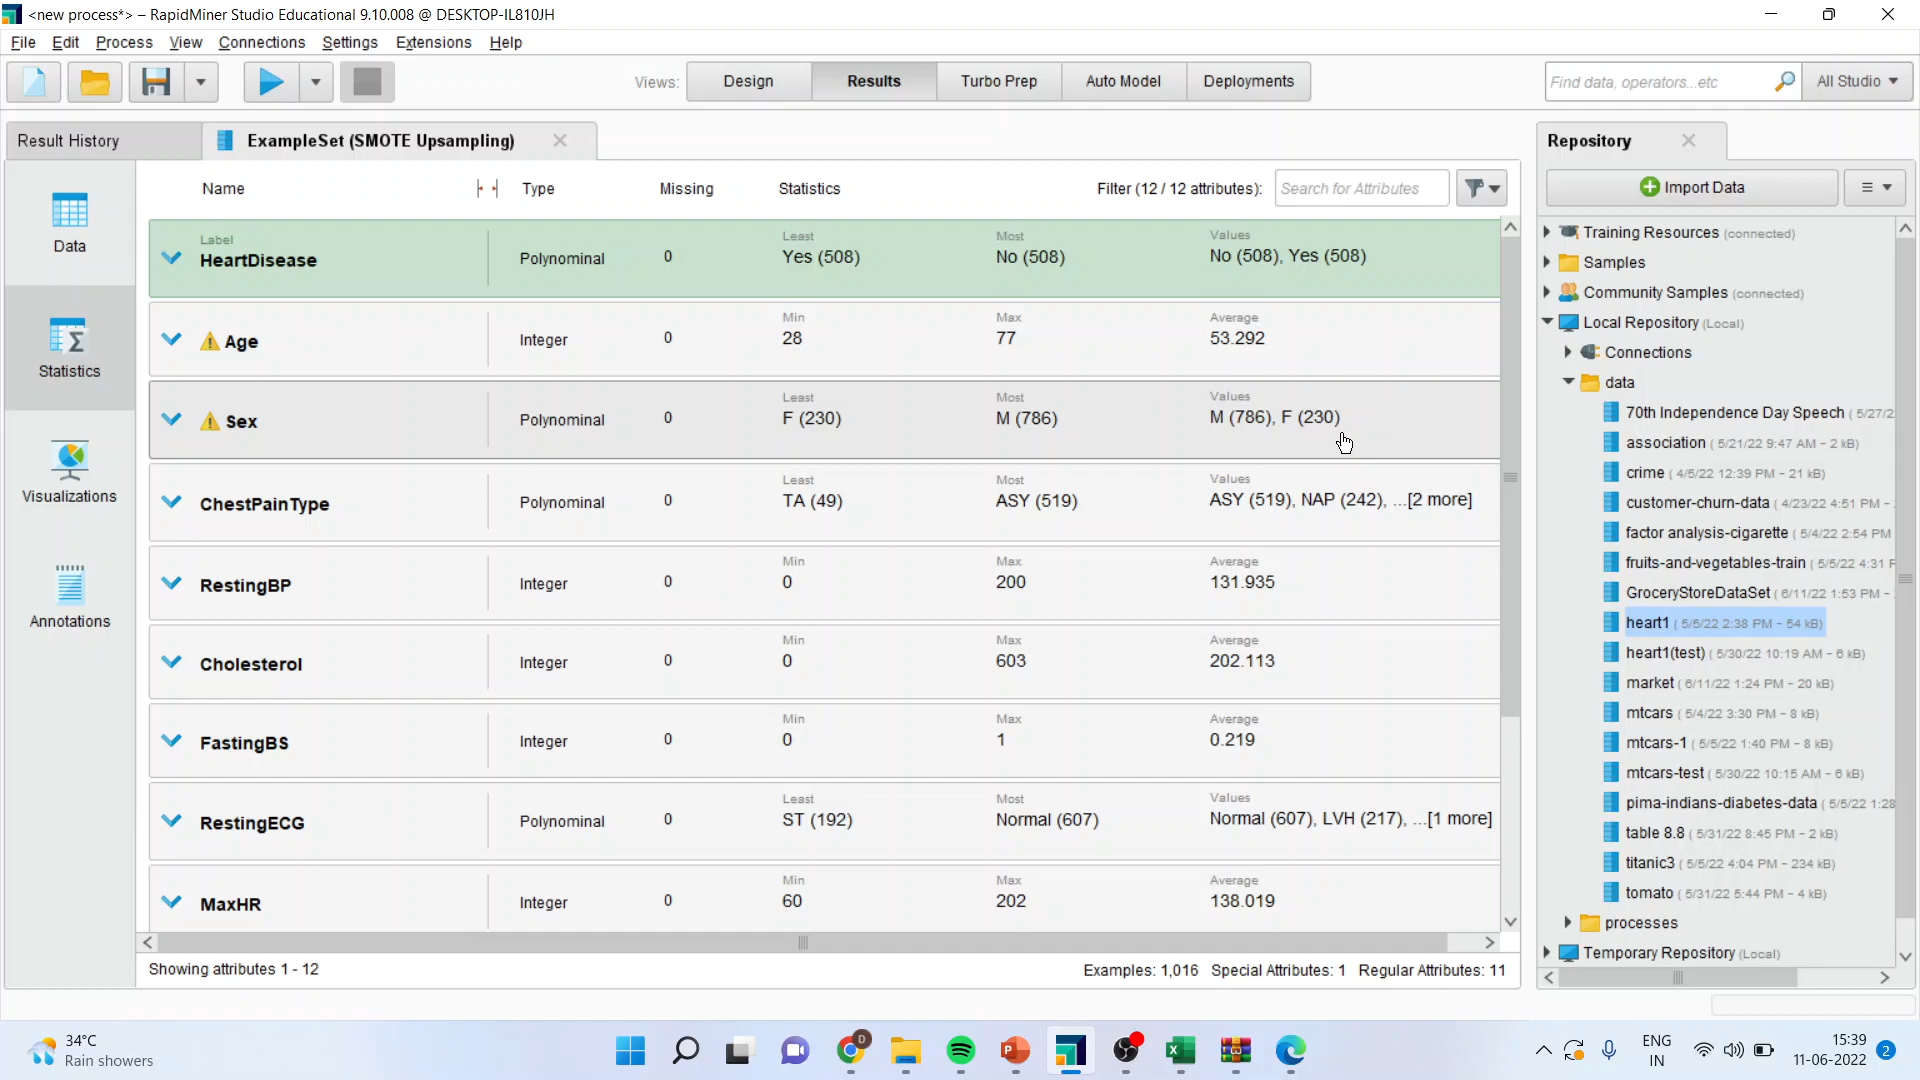 <new process*> – RapidMiner Studio Educational 9.10.008 @ DESKTOP-IL810JH
File Edit Process View Connections Settings Extensions Help
Views: Design Results Turbo Prep Auto Model Deployments Find data, operators...etc All Studio
Result History ExampleSet (SMOTE Upsampling) Repository
Name Type Missing Statistics Filter (12 / 12 attributes): Search for Attributes Import Data
Data
Statistics
Visualizations
Annotations
Label Least Most Values
HeartDisease Polynominal 0 Yes (508) No (508) No (508), Yes (508)
Min Max Average
Age Integer 0 28 77 53.292
Least Most Values
Sex Polynominal 0 F (230) M (786) M (786), F (230)
Least Most Values
ChestPainType Polynominal 0 TA (49) ASY (519) ASY (519), NAP (242), ...[2 more]
Min Max Average
RestingBP Integer 0 0 200 131.935
Min Max Average
Cholesterol Integer 0 0 603 202.113
Min Max Average
FastingBS Integer 0 0 1 0.219
Least Most Values
RestingECG Polynominal 0 ST (192) Normal (607) Normal (607), LVH (217), ...[1 more]
Min Max Average
MaxHR Integer 0 60 202 138.019
Showing attributes 1 - 12 Examples: 1,016 Special Attributes: 1 Regular Attributes: 11
Training Resources (connected)
Samples
Community Samples (connected)
Local Repository (Local)
Connections
data
70th Independence Day Speech ( 5/27/2
association ( 5/21/22 9:47 AM – 2 kB)
crime ( 4/5/22 12:39 PM – 21 kB)
customer-churn-data ( 4/23/22 4:51 PM –
factor analysis-cigarette ( 5/4/22 2:54 PM
fruits-and-vegetables-train ( 5/5/22 4:31 P
GroceryStoreDataSet ( 6/11/22 1:53 PM –
heart1 ( 5/5/22 2:38 PM – 54 kB)
heart1(test) ( 5/30/22 10:19 AM – 6 kB)
market ( 6/11/22 1:24 PM – 20 kB)
mtcars ( 5/4/22 3:30 PM – 8 kB)
mtcars-1 ( 5/5/22 1:40 PM – 8 kB)
mtcars-test ( 5/30/22 10:15 AM – 6 kB)
pima-indians-diabetes-data ( 5/5/22 1:28
table 8.8 ( 5/31/22 8:45 PM – 2 kB)
titanic3 ( 5/5/22 4:04 PM – 234 kB)
tomato ( 5/31/22 5:44 PM – 4 kB)
processes
Temporary Repository (Local)
34°C
Rain showers
D
ENG
IN
15:39
11-06-2022
2